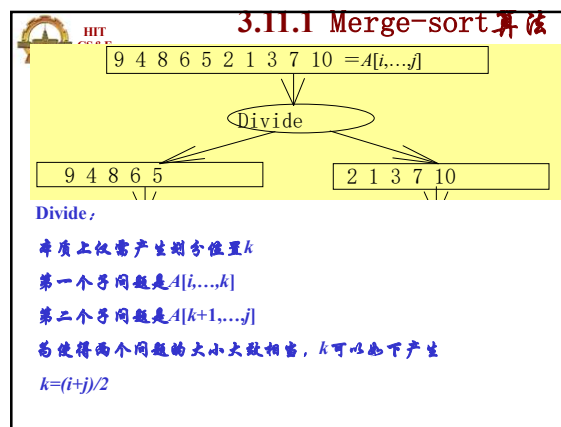 HIT
CS&E
3.11.1 Merge-sort算法
9 4 8 6 5 2 1 3 7 10 =A[i,…,j]
Divide
9 4 8 6 5
2 1 3 7 10
Divide：
本质上仅需产生划分位置k
第一个子问题是A[i,…,k]
第二个子问题是A[k+1,…,j]
为使得两个问题的大小大致相当，k可以如下产生
k=(i+j)/2